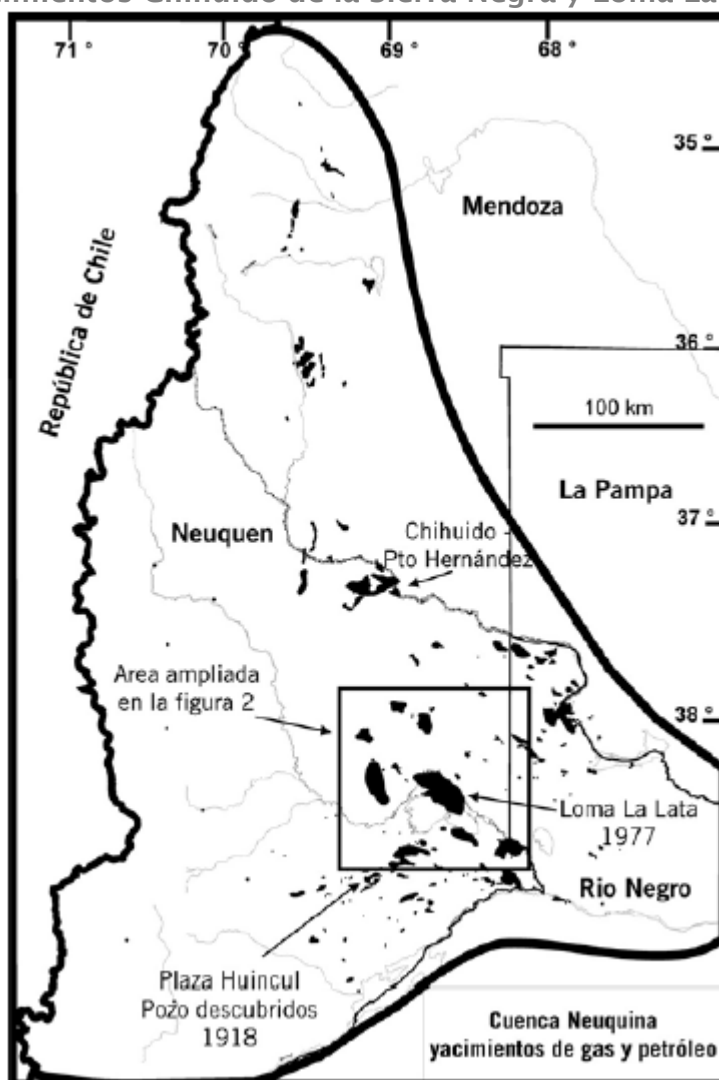 71 °
70 °
69 °
68 °
35 °
Mendoza
República de Chile
36 °
100 km
La Pampa
37 °
Neuquen
Chihuido -
Pto Hernández
Area ampliada
en la figura 2
38 °
Loma La Lata
1977
Rio Negro
Plaza Huincul
Pozo descubridos
1918
Cuenca Neuquina
yacimientos de gas y petróleo